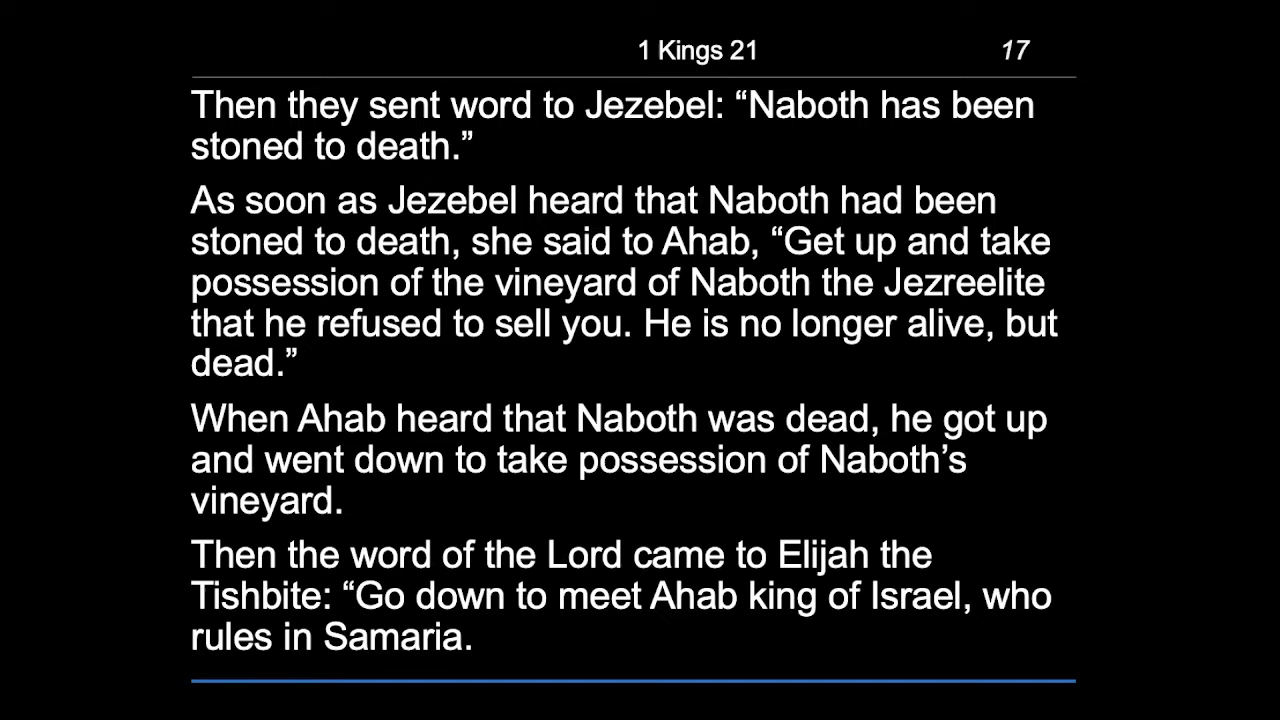 1 Kings 21 17
Then they sent word to Jezebel: “Naboth has been
stoned to death.”
As soon as Jezebel heard that Naboth had been
stoned to death, she said to Ahab, “Get up and take
possession of the vineyard of Naboth the Jezreelite
that he refused to sell you. He is no longer alive, but
dead.”
When Ahab heard that Naboth was dead, he got up
and went down to take possession of Naboth’s
vineyard.
Then the word of the Lord came to Elijah the
Tishbite: “Go down to meet Ahab king of Israel, who
rules in Samaria.